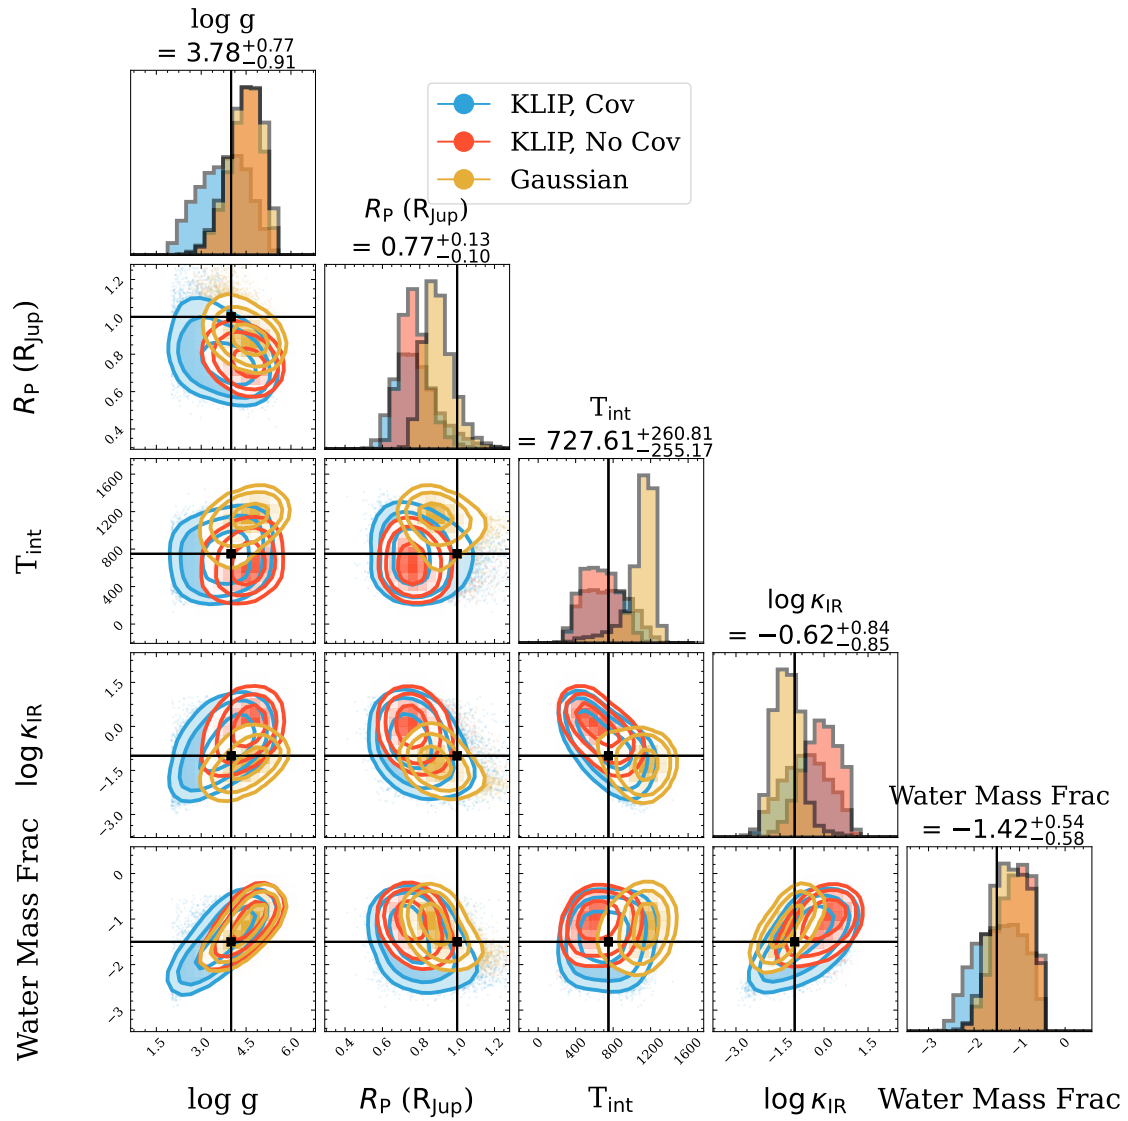 log g
= 3.78+0.77−0.91
KLIP, Cov
KLIP, No Cov
Gaussian
RP (RJup)
= 0.77+0.13−0.10
Tint
= 727.61+260.81−255.17
log κIR
= −0.62+0.84−0.85
Water Mass Frac
= −1.42+0.54−0.58
RP (RJup)
1.2
1.0
0.8
0.6
0.4
Tint
1600
1200
800
400
0
log κIR
1.5
0.0
−1.5
−3.0
Water Mass Frac
0
−1
−2
−3
1.5 3.0 4.5 6.0
0.4 0.6 0.8 1.0 1.2
0 400 800 1200 1600
−3.0 −1.5 0.0 1.5
−3 −2 −1 0
log g
RP (RJup)
Tint
log κIR
Water Mass Frac